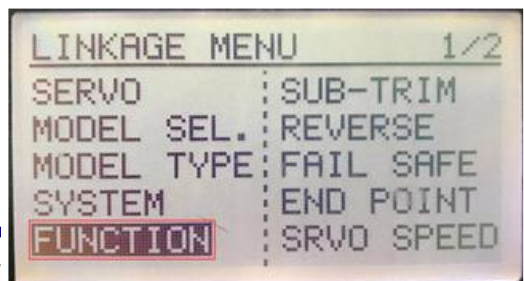 LINKAGE MENU 1/2
SERVO
MODEL SEL.
MODEL TYPE
SYSTEM
FUNCTION
SUB-TRIM
REVERSE
FAIL SAFE
END POINT
SRVO SPEED